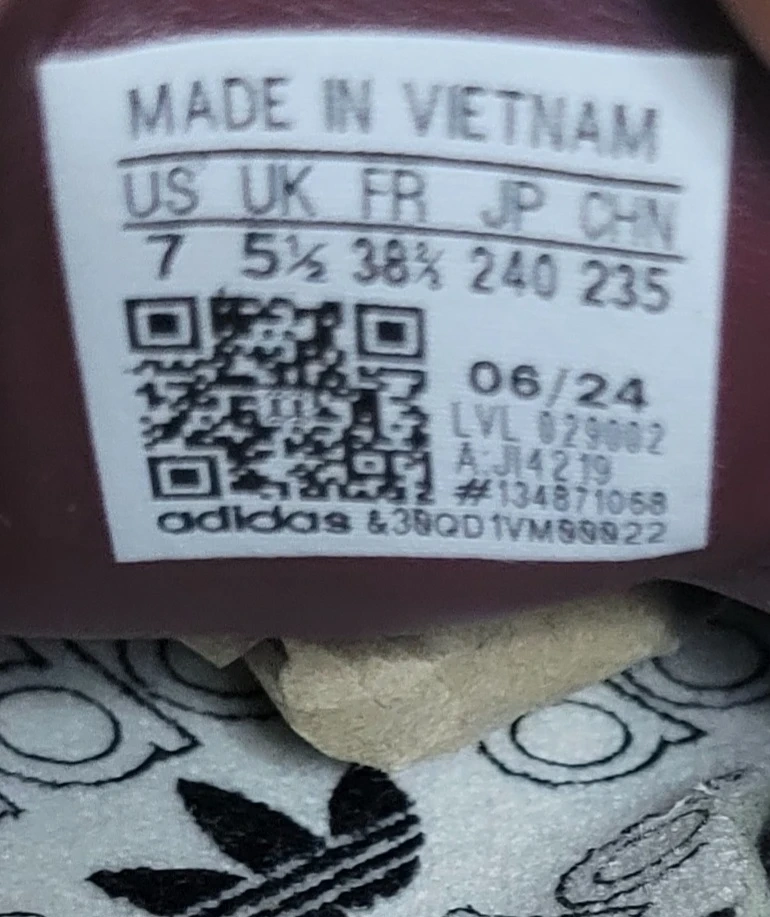 MADE IN VIETNAM
US UK FR JP CHN
7 5½ 38⅔ 240 235
06/24
LVL 029002
A:JI4219
#134871068
adidas